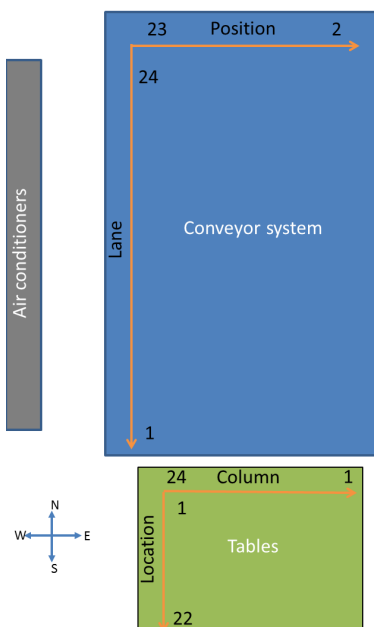 23 Position 2
24
Air conditioners
Lane
Conveyor system
1
24 Column 1
1
Location
Tables
22
N
W E
S